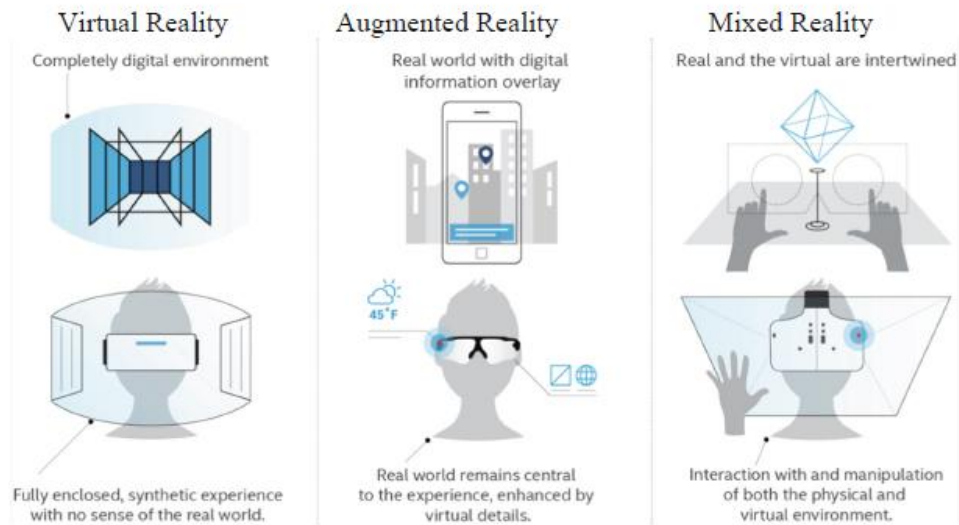 Virtual Reality
Completely digital environment
Fully enclosed, synthetic experience
with no sense of the real world.
Augmented Reality
Real world with digital
information overlay
45°F
Real world remains central
to the experience, enhanced by
virtual details.
Mixed Reality
Real and the virtual are intertwined
Interaction with and manipulation
of both the physical and
virtual environment.